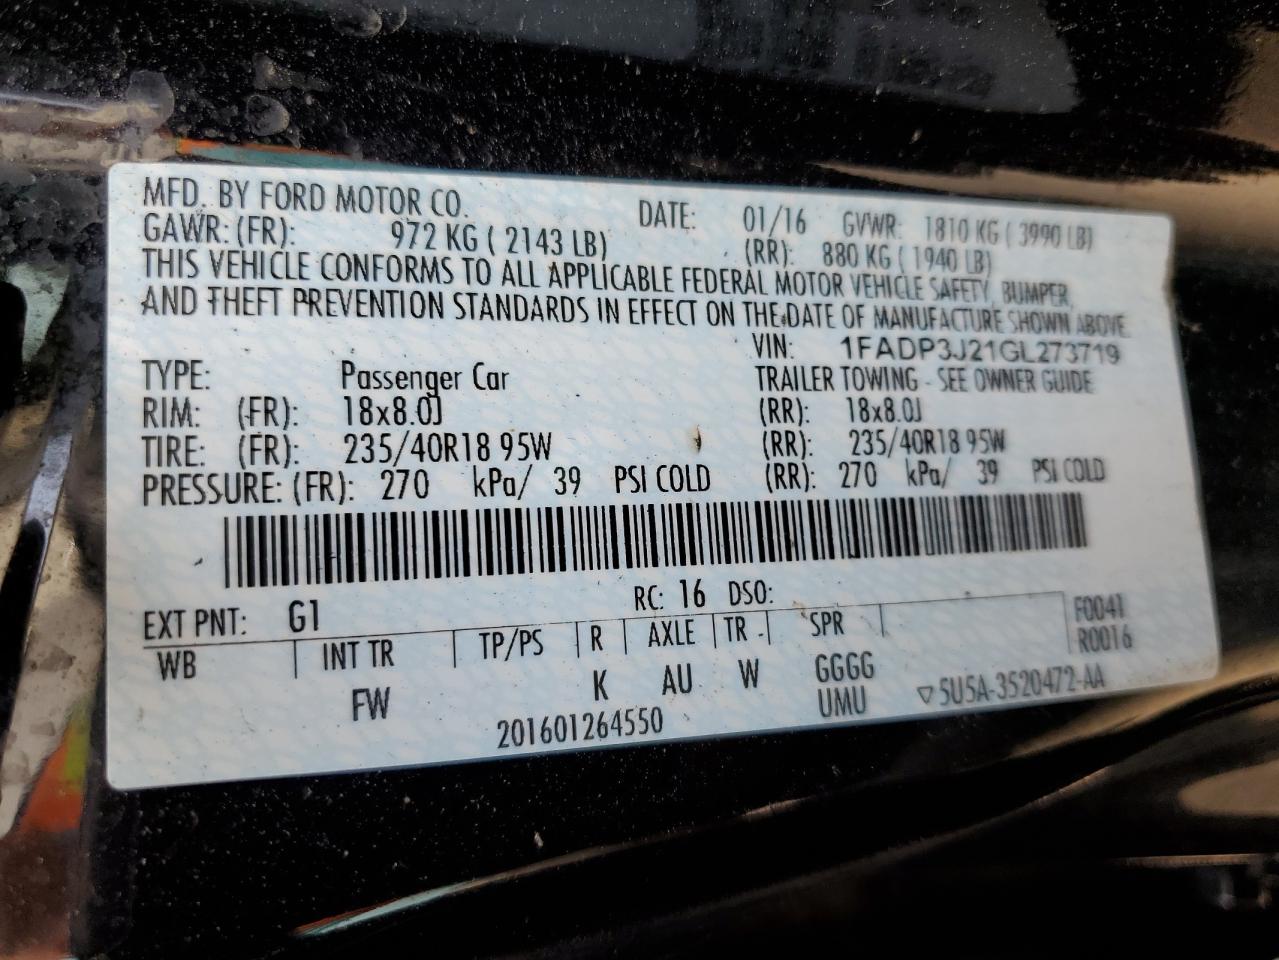 MFD. BY FORD MOTOR CO. DATE: 01/16 GVWR: 1810 KG ( 3990 LB)
GAWR: (FR): 972 KG ( 2143 LB) (RR): 880 KG ( 1940 LB)
THIS VEHICLE CONFORMS TO ALL APPLICABLE FEDERAL MOTOR VEHICLE SAFETY, BUMPER,
AND THEFT PREVENTION STANDARDS IN EFFECT ON THE DATE OF MANUFACTURE SHOWN ABOVE.
VIN: 1FADP3J21GL273719
TYPE: Passenger Car TRAILER TOWING - SEE OWNER GUIDE
RIM: (FR): 18x8.0J (RR): 18x8.0J
TIRE: (FR): 235/40R18 95W (RR): 235/40R18 95W
PRESSURE: (FR): 270 kPa/ 39 PSI COLD (RR): 270 kPa/ 39 PSI COLD
EXT PNT: G1 RC: 16 DSO: F0041
WB INT TR TP/PS R AXLE TR SPR R0016
FW K AU W GGGG
201601264550 UMU ▽5U5A-3520472-AA